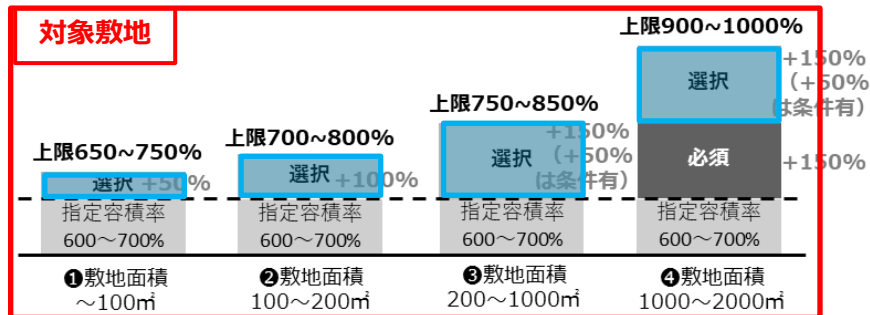 対象敷地
上限650~750%
選択
+50%
指定容積率
600～700%
❶敷地面積
～100㎡
上限700~800%
選択
+100%
指定容積率
600～700%
❷敷地面積
100～200㎡
上限750~850%
選択
+150%
（+50%
は条件有）
指定容積率
600～700%
❸敷地面積
200～1000㎡
上限900~1000%
選択
+150%
（+50%
は条件有）
必須
+150%
指定容積率
600～700%
❹敷地面積
1000～2000㎡